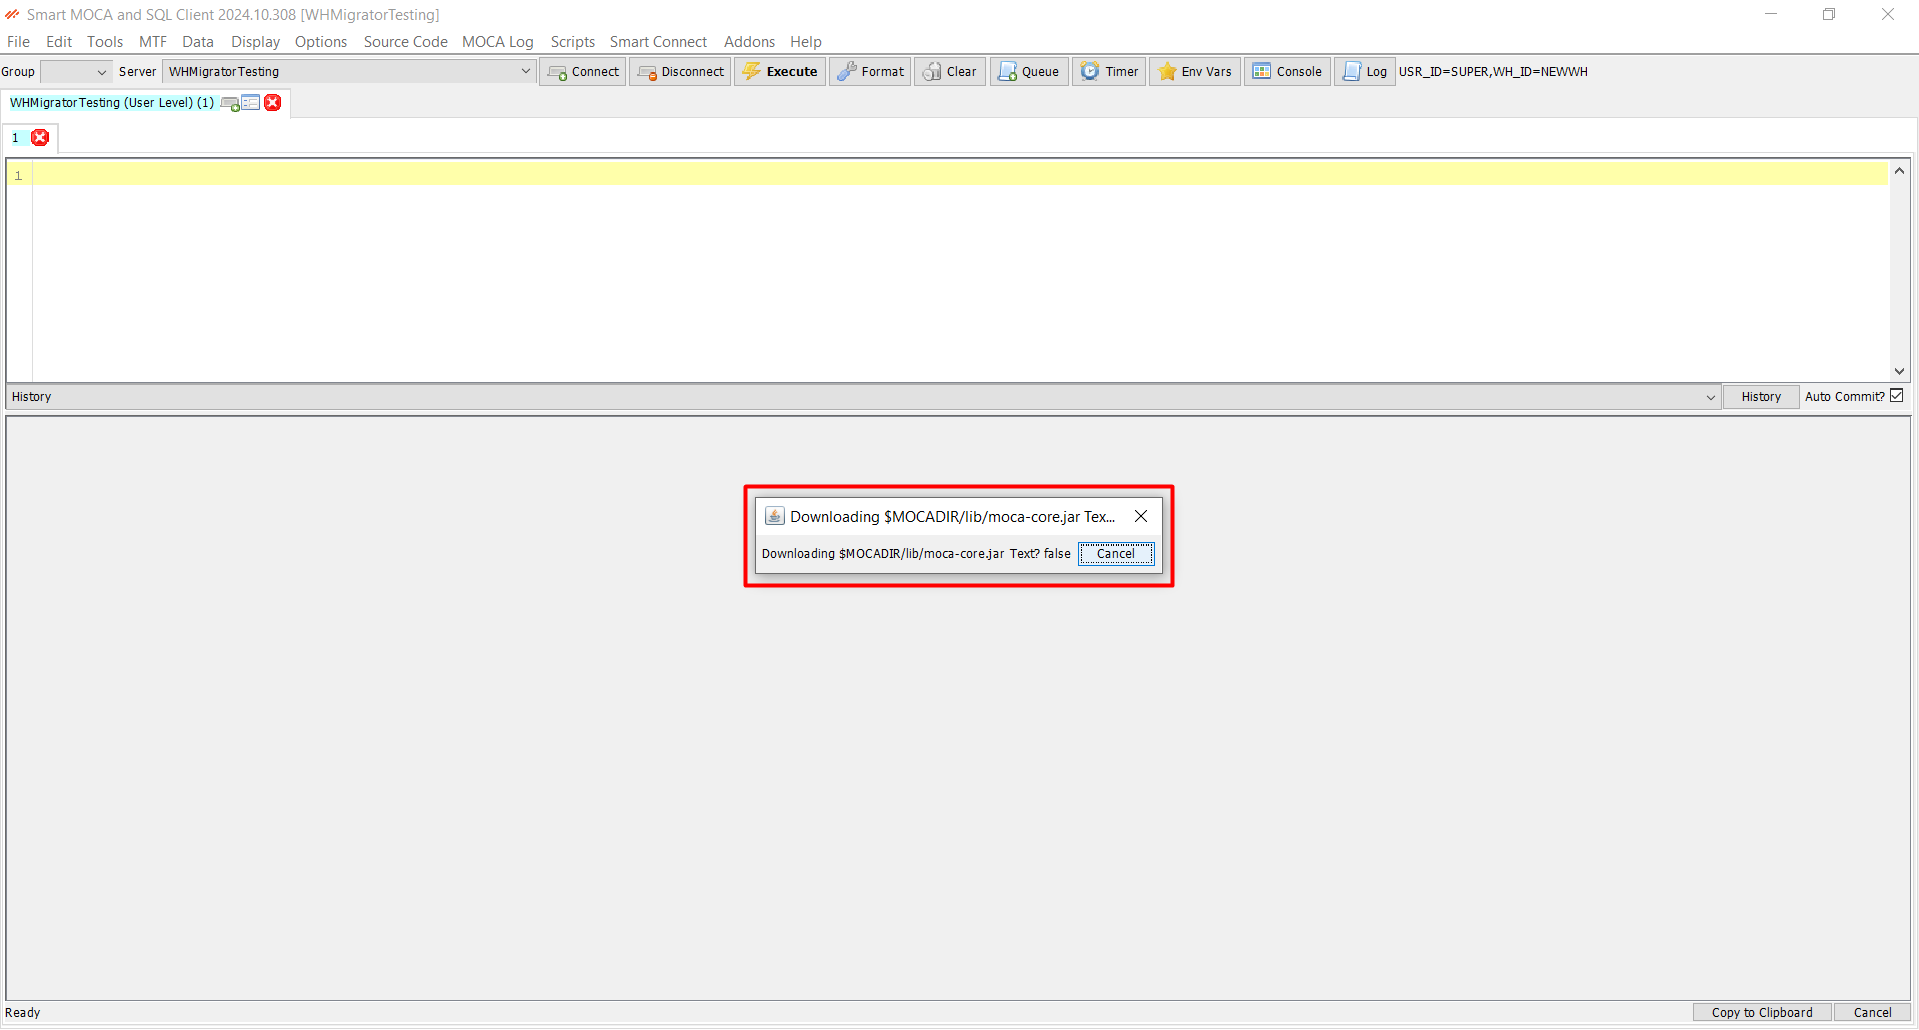 Smart MOCA and SQL Client 2024.10.308 [WHMigratorTesting]
File Edit Tools MTF Data Display Options Source Code MOCA Log Scripts Smart Connect Addons Help
Group Server WHMigratorTesting Connect Disconnect Execute Format Clear Queue Timer Env Vars Console Log USR_ID=SUPER,WH_ID=NEWWH
WHMigratorTesting (User Level) (1)
1
1
History History Auto Commit?
Downloading $MOCADIR/lib/moca-core.jar Tex...
Downloading $MOCADIR/lib/moca-core.jar Text? false Cancel
Ready Copy to Clipboard Cancel